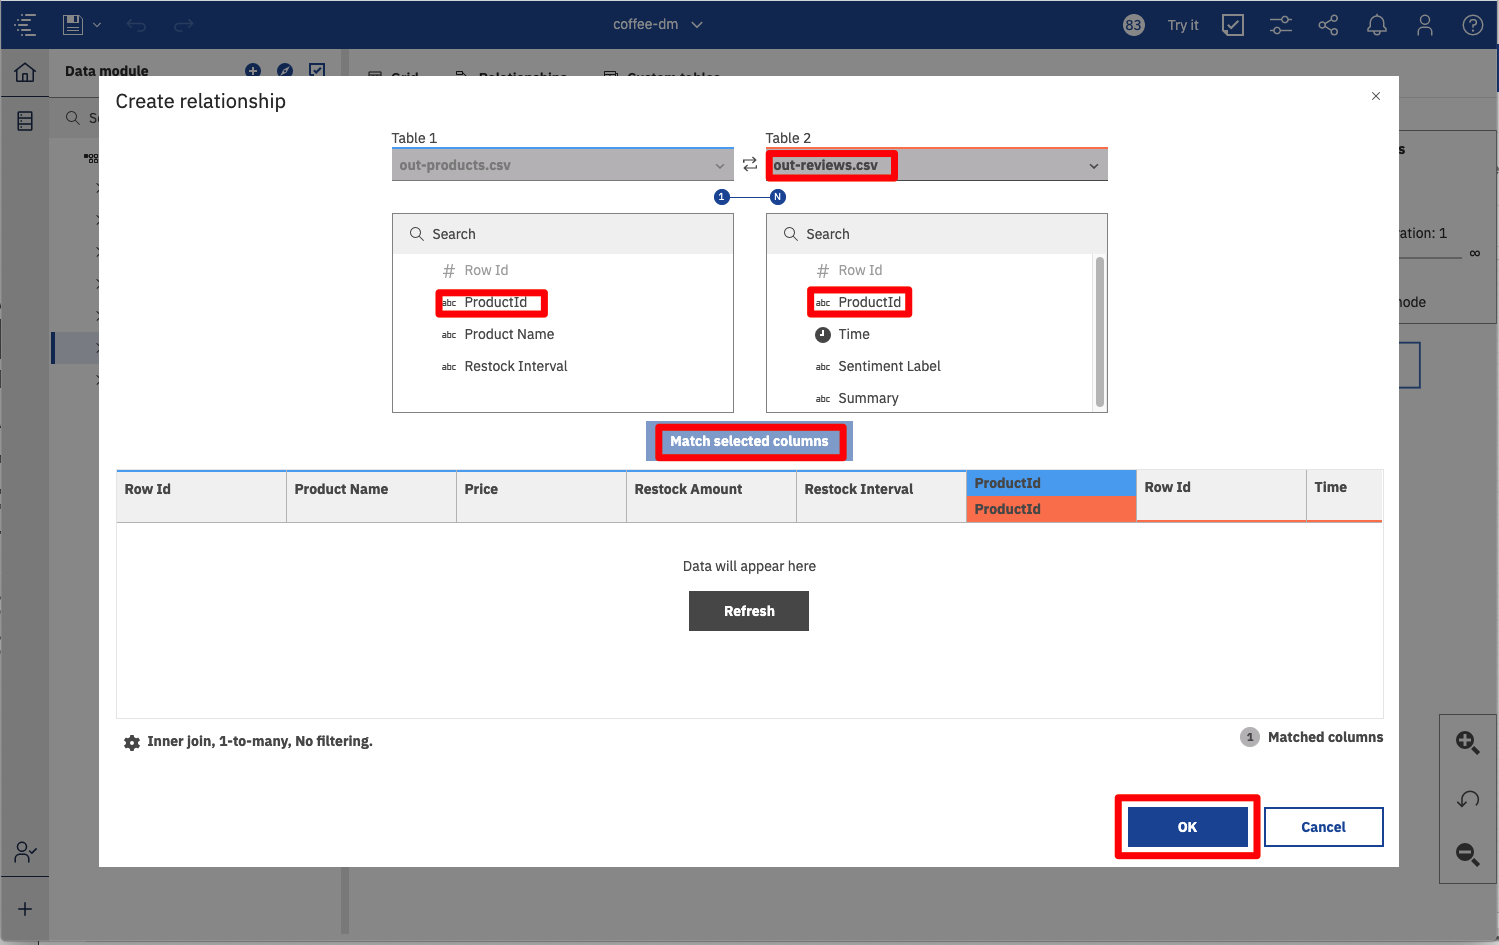 coffee-dm
83
Try it
Data module
Grid
Relationships
Custom tables
Create relationship
Table 1
Table 2
out-products.csv
out-reviews.csv
1
N
Search
Search
# Row Id
# Row Id
abc ProductId
abc ProductId
abc Product Name
Time
abc Restock Interval
abc Sentiment Label
abc Summary
Match selected columns
Row Id
Product Name
Price
Restock Amount
Restock Interval
ProductId
ProductId
Row Id
Time
Data will appear here
Refresh
Inner join, 1-to-many, No filtering.
1 Matched columns
OK
Cancel